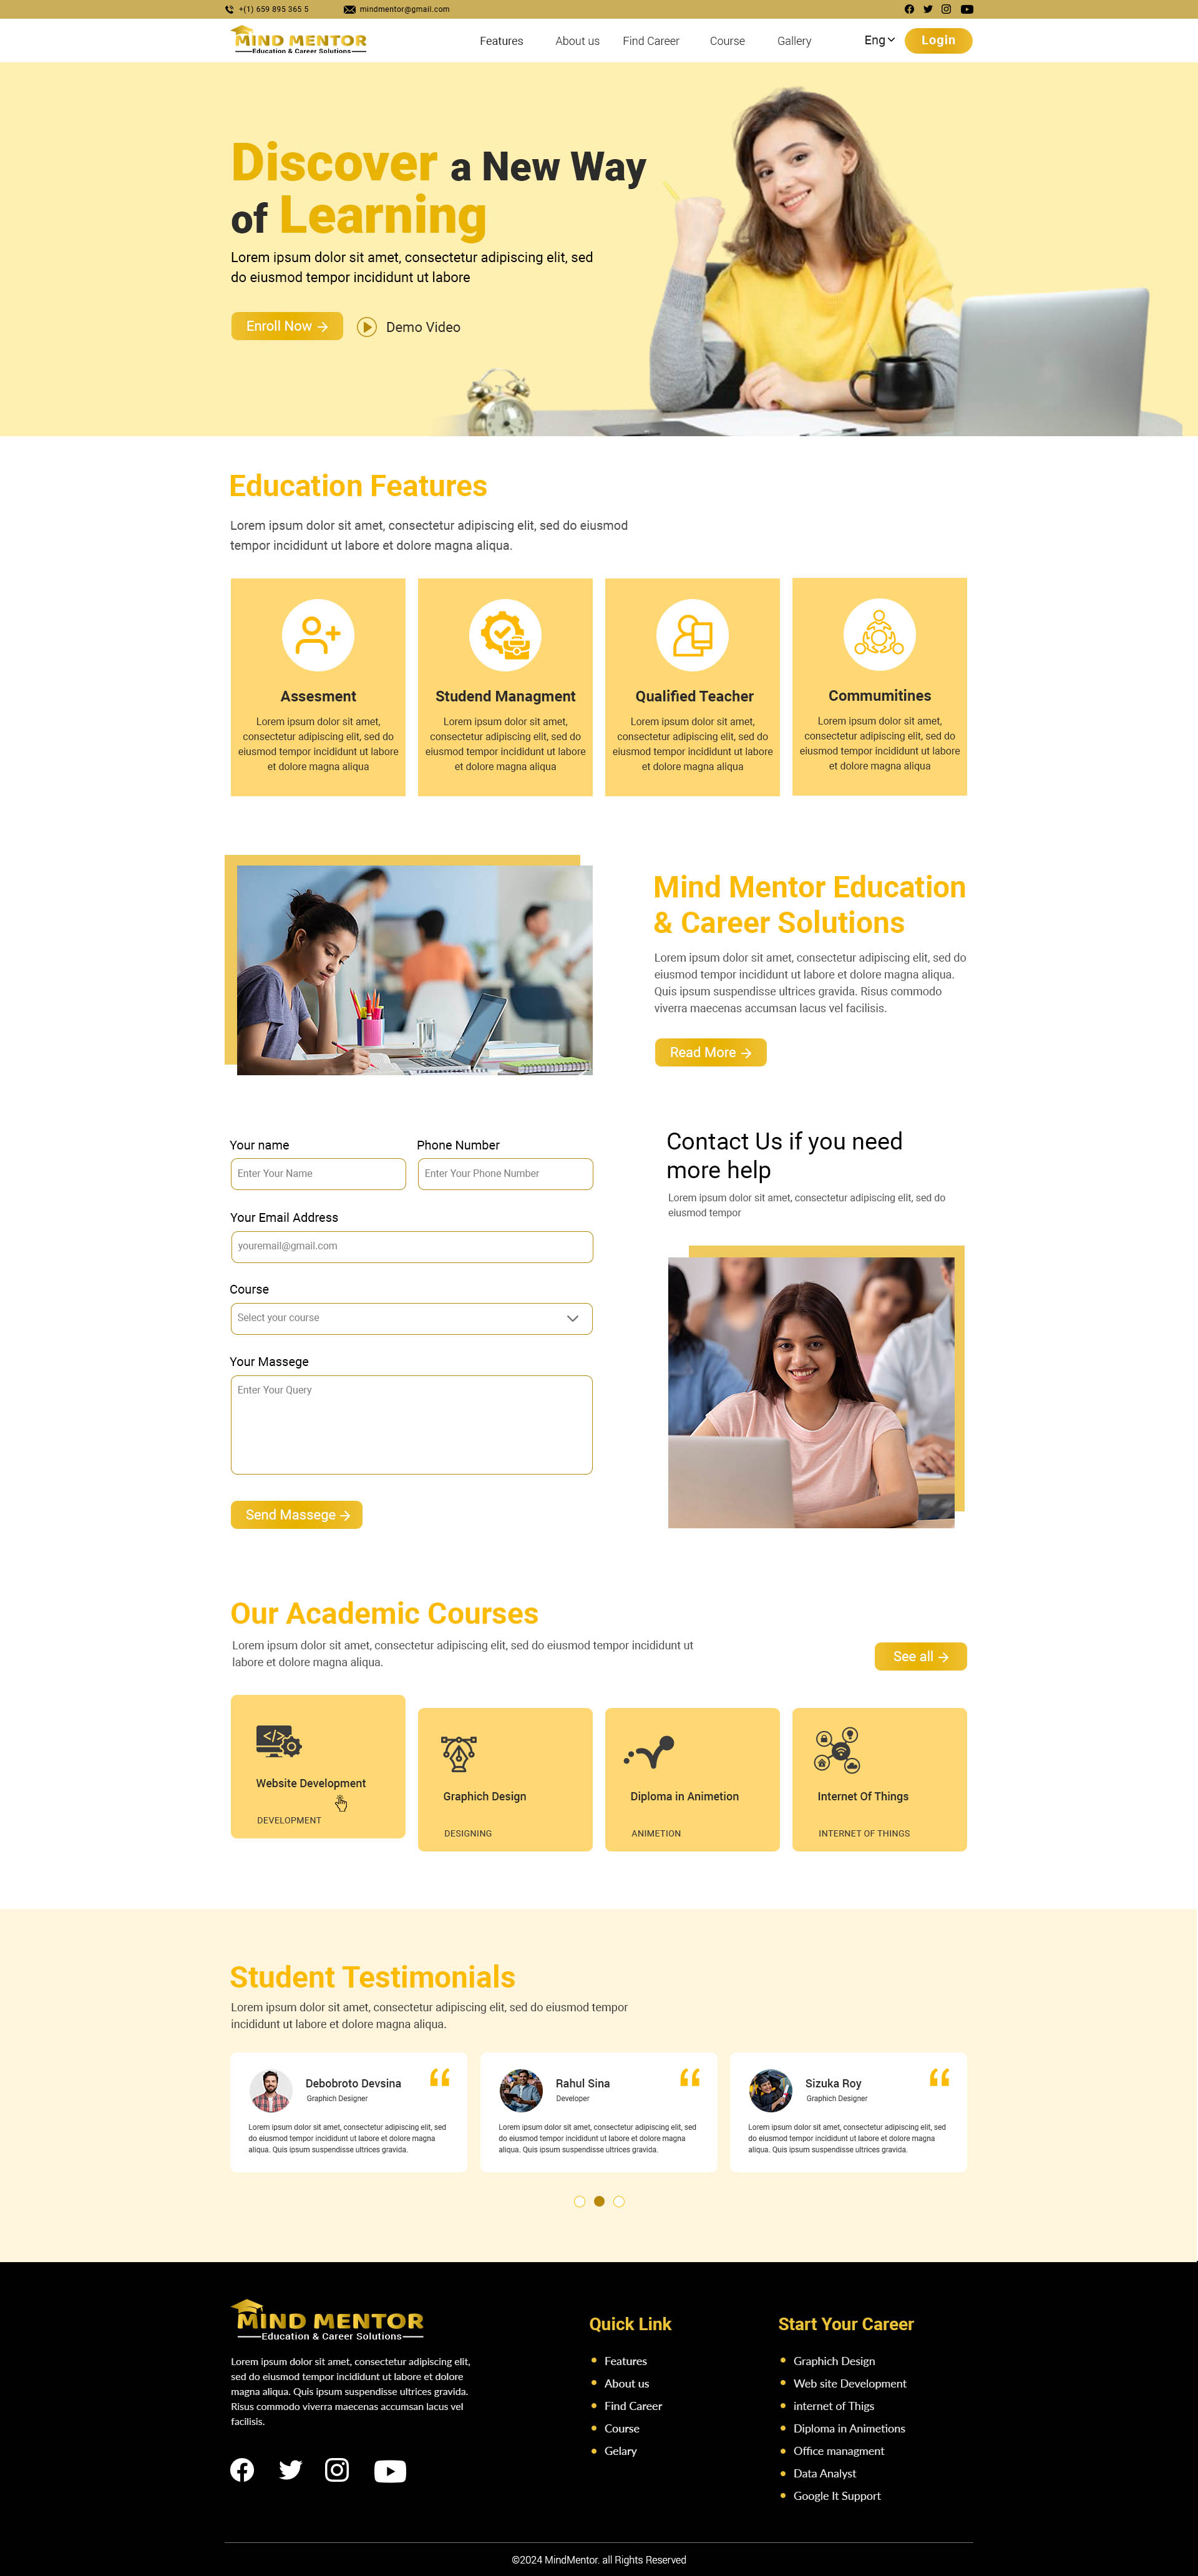 +(1) 659 895 365 5
mindmentor@gmail.com
MIND MENTOR
Education & Career Solutions
Features
About us
Find Career
Course
Gallery
Eng
Login
Discover a New Way
of Learning
Lorem ipsum dolor sit amet, consectetur adipiscing elit, sed
do eiusmod tempor incididunt ut labore
Enroll Now
Demo Video
Education Features
Lorem ipsum dolor sit amet, consectetur adipiscing elit, sed do eiusmod
tempor incididunt ut labore et dolore magna aliqua.
Assesment
Lorem ipsum dolor sit amet,
consectetur adipiscing elit, sed do
eiusmod tempor incididunt ut labore
et dolore magna aliqua
Studend Managment
Lorem ipsum dolor sit amet,
consectetur adipiscing elit, sed do
eiusmod tempor incididunt ut labore
et dolore magna aliqua
Qualified Teacher
Lorem ipsum dolor sit amet,
consectetur adipiscing elit, sed do
eiusmod tempor incididunt ut labore
et dolore magna aliqua
Commumitines
Lorem ipsum dolor sit amet,
consectetur adipiscing elit, sed do
eiusmod tempor incididunt ut labore
et dolore magna aliqua
Mind Mentor Education
& Career Solutions
Lorem ipsum dolor sit amet, consectetur adipiscing elit, sed do
eiusmod tempor incididunt ut labore et dolore magna aliqua.
Quis ipsum suspendisse ultrices gravida. Risus commodo
viverra maecenas accumsan lacus vel facilisis.
Read More
Your name
Enter Your Name
Phone Number
Enter Your Phone Number
Your Email Address
youremail@gmail.com
Course
Select your course
Your Massege
Enter Your Query
Send Massege
Contact Us if you need
more help
Lorem ipsum dolor sit amet, consectetur adipiscing elit, sed do
eiusmod tempor
Our Academic Courses
Lorem ipsum dolor sit amet, consectetur adipiscing elit, sed do eiusmod tempor incididunt ut
labore et dolore magna aliqua.
See all
Website Development
DEVELOPMENT
Graphich Design
DESIGNING
Diploma in Animetion
ANIMETION
Internet Of Things
INTERNET OF THINGS
Student Testimonials
Lorem ipsum dolor sit amet, consectetur adipiscing elit, sed do eiusmod tempor
incididunt ut labore et dolore magna aliqua.
Debobroto Devsina
Graphich Designer
Lorem ipsum dolor sit amet, consectetur adipiscing elit, sed
do eiusmod tempor incididunt ut labore et dolore magna
aliqua. Quis ipsum suspendisse ultrices gravida.
Rahul Sina
Developer
Lorem ipsum dolor sit amet, consectetur adipiscing elit, sed
do eiusmod tempor incididunt ut labore et dolore magna
aliqua. Quis ipsum suspendisse ultrices gravida.
Sizuka Roy
Graphich Designer
Lorem ipsum dolor sit amet, consectetur adipiscing elit, sed
do eiusmod tempor incididunt ut labore et dolore magna
aliqua. Quis ipsum suspendisse ultrices gravida.
MIND MENTOR
Education & Career Solutions
Lorem ipsum dolor sit amet, consectetur adipiscing elit,
sed do eiusmod tempor incididunt ut labore et dolore
magna aliqua. Quis ipsum suspendisse ultrices gravida.
Risus commodo viverra maecenas accumsan lacus vel
facilisis.
Quick Link
Features
About us
Find Career
Course
Gelary
Start Your Career
Graphich Design
Web site Development
internet of Thigs
Diploma in Animetions
Office managment
Data Analyst
Google It Support
©2024 MindMentor. all Rights Reserved